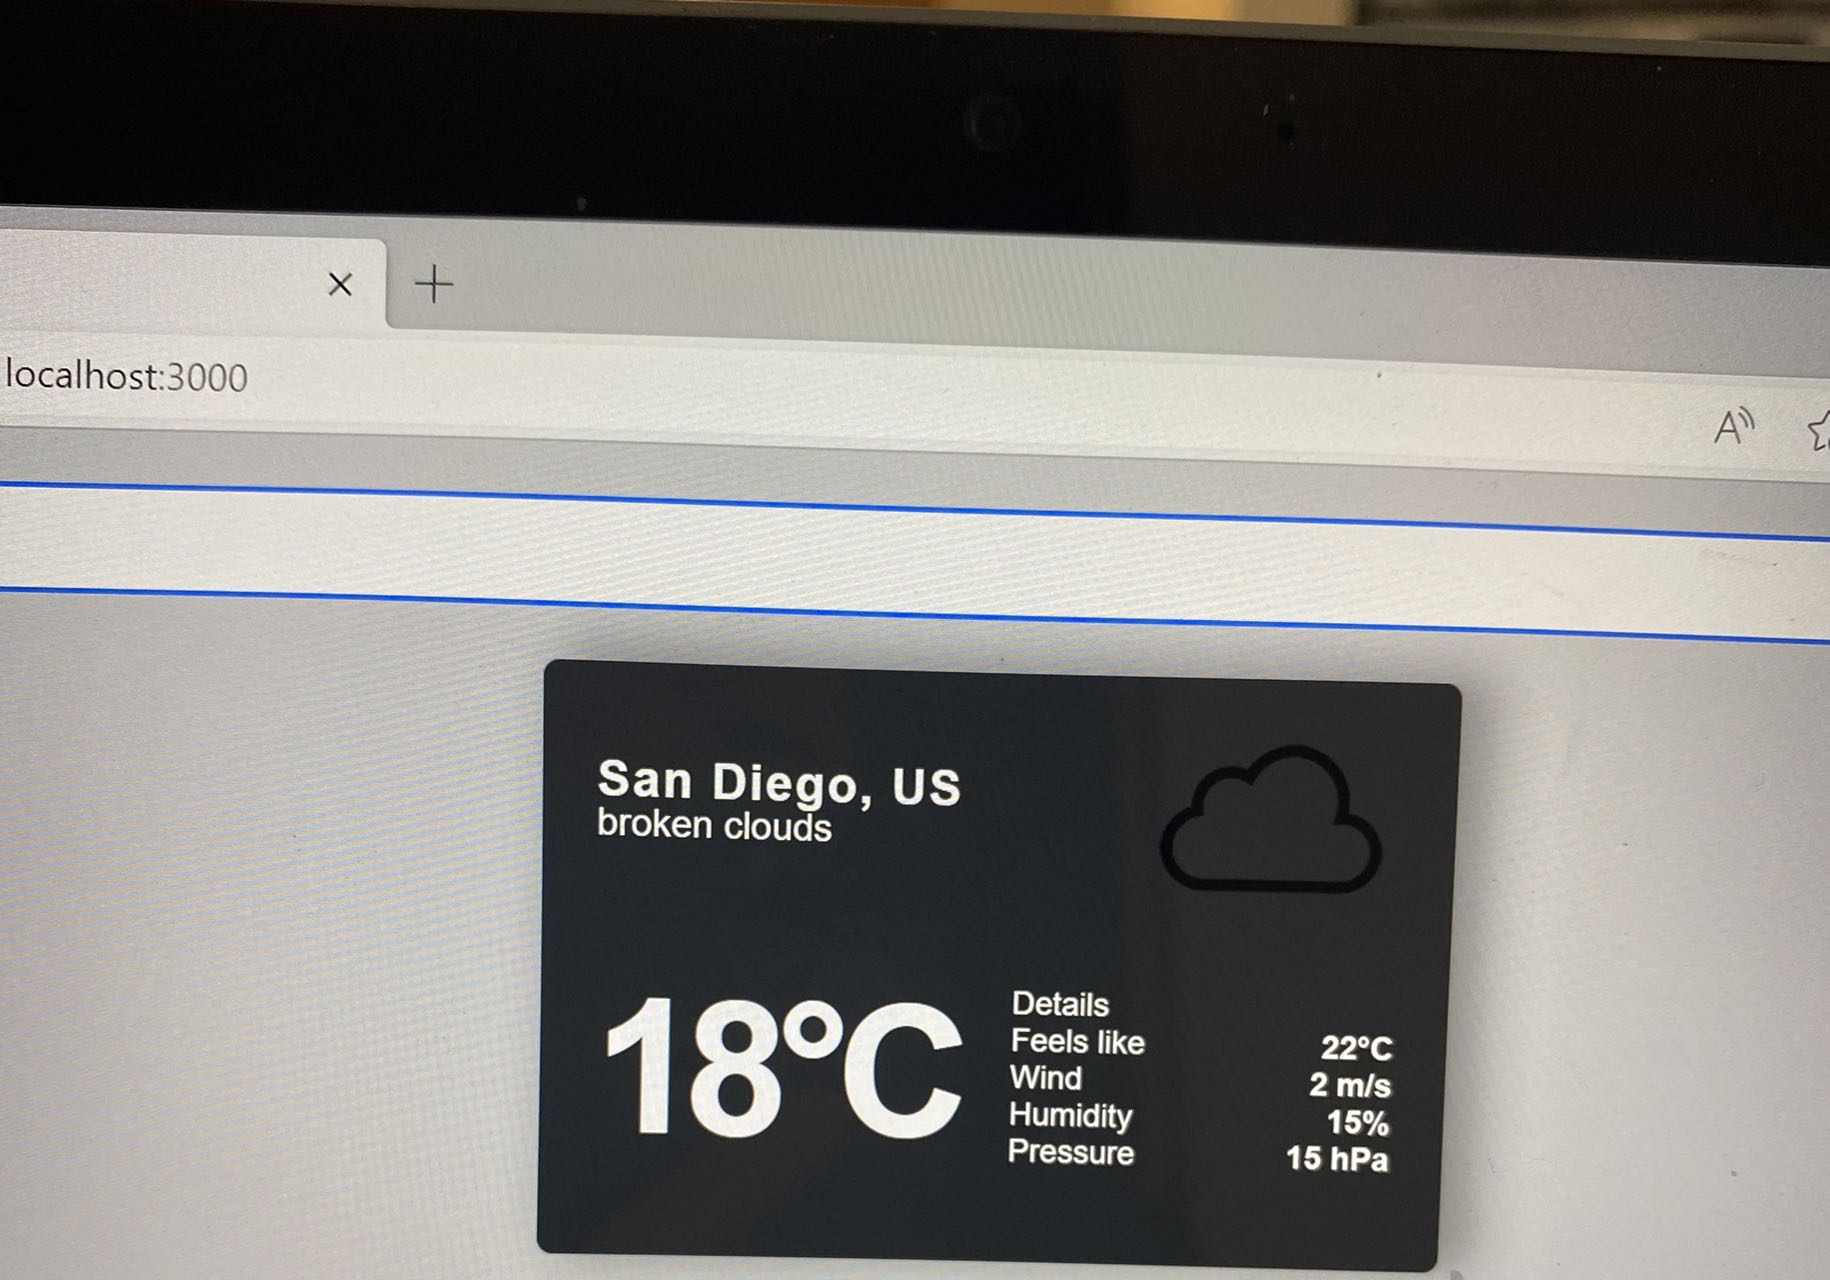 localhost:3000
San Diego, US
broken clouds
18°C
Details
Feels like 22°C
Wind 2 m/s
Humidity 15%
Pressure 15 hPa